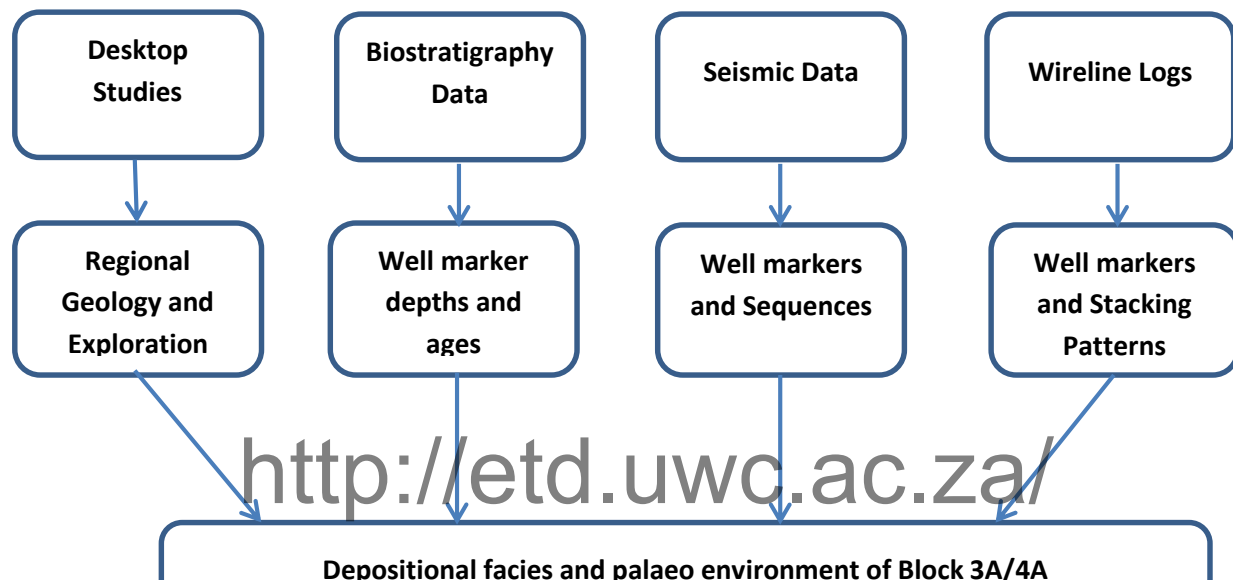 Desktop
Studies
Biostratigraphy
Data
Seismic Data
Wireline Logs
Regional
Geology and
Exploration
Well marker
depths and
ages
Well markers
and Sequences
Well markers
and Stacking
Patterns
http://etd.uwc.ac.za/
Depositional facies and palaeo environment of Block 3A/4A